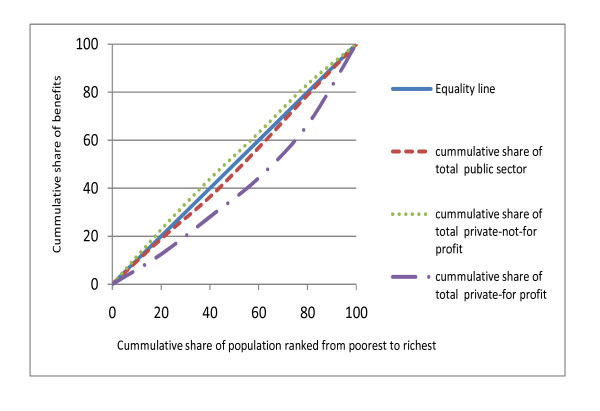 Cummulative share of benefits
100
80
60
40
20
0
0 20 40 60 80 100
Cummulative share of population ranked from poorest to richest
Equality line
cummulative share of
total public sector
cummulative share of
total private-not-for
profit
cummulative share of
total private-for profit